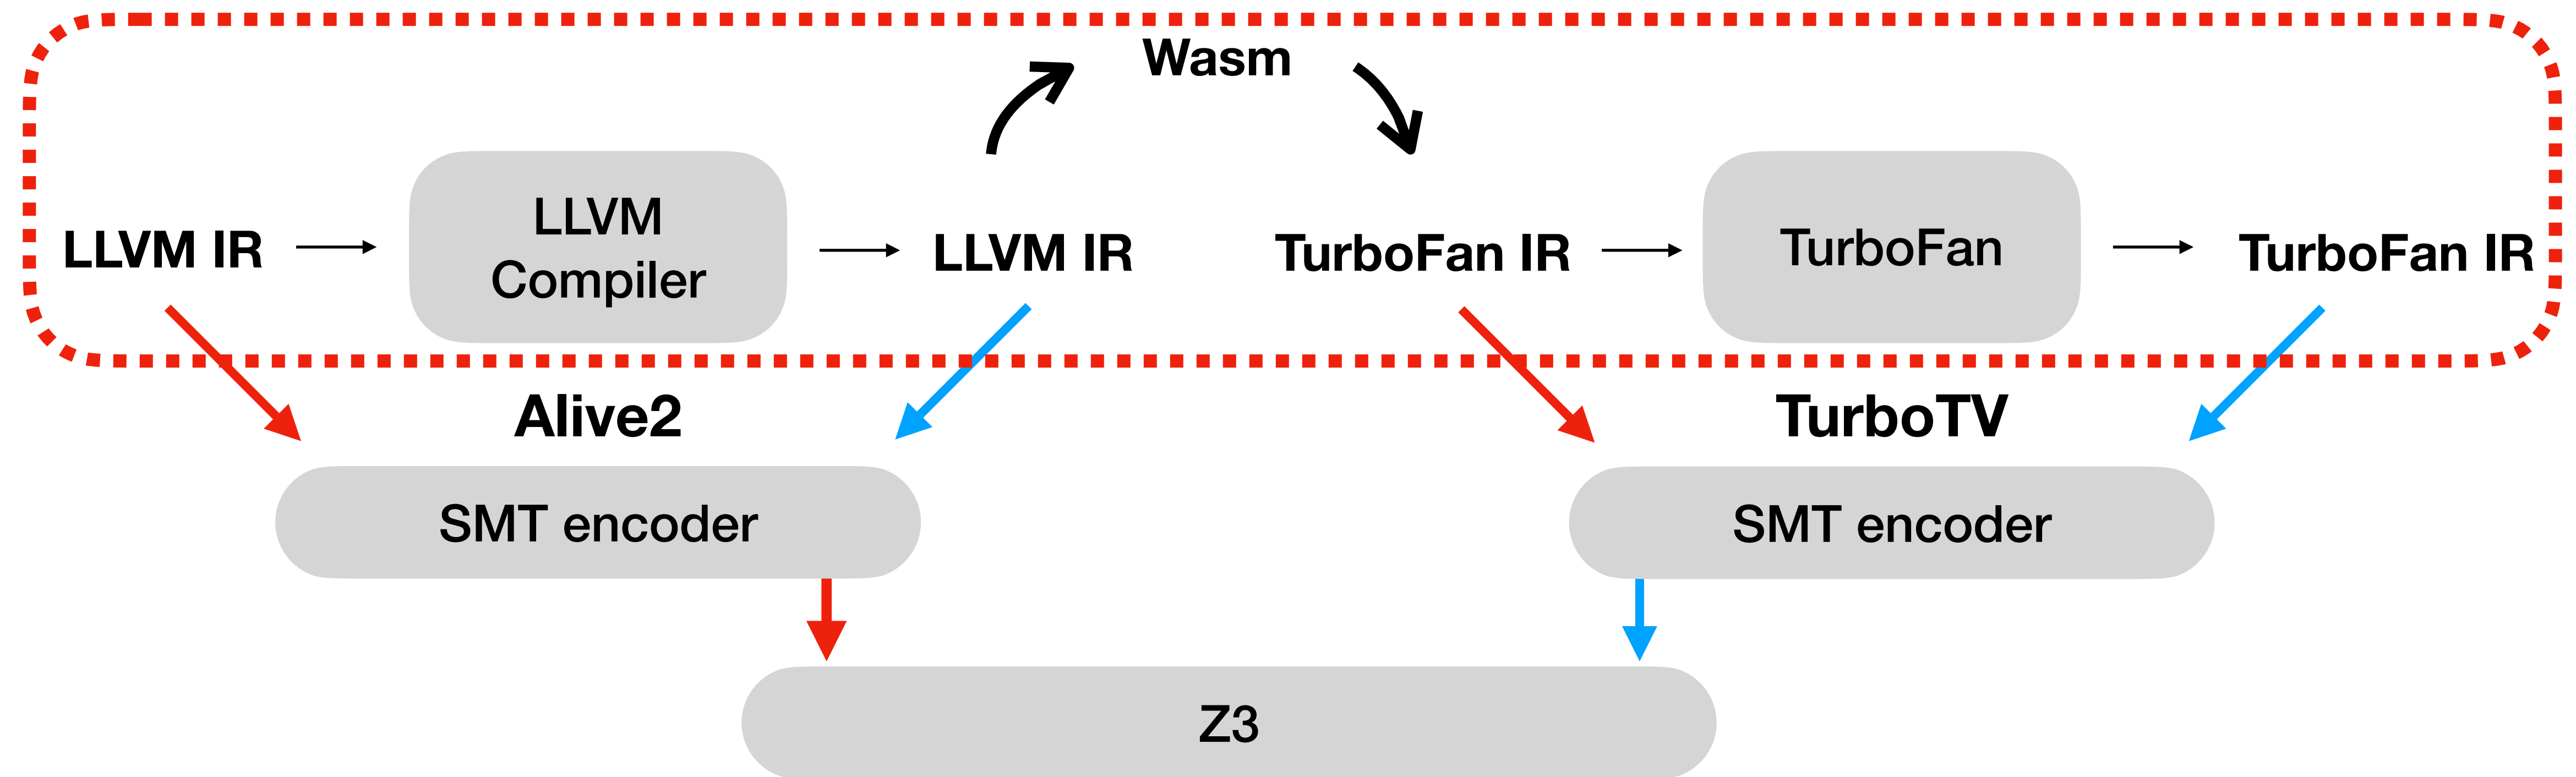 Wasm
LLVM IR
LLVM
Compiler
LLVM IR
TurboFan IR
TurboFan
TurboFan IR
Alive2
TurboTV
SMT encoder
SMT encoder
Z3